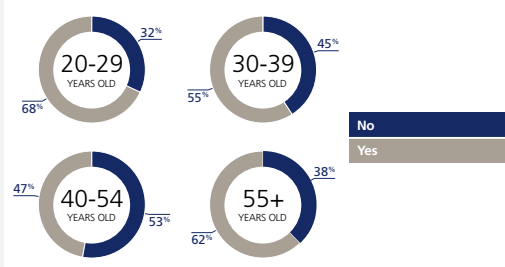 32%
20-29
YEARS OLD
68%
45%
30-39
YEARS OLD
55%
No
Yes
47%
40-54
YEARS OLD
53%
38%
55+
YEARS OLD
62%